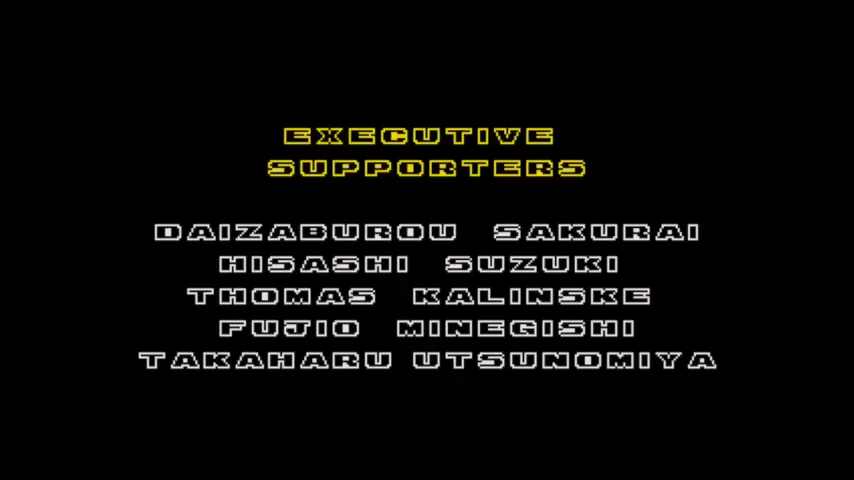 EXECUTIVE
SUPPORTERS
DAIZABUROU SAKURAI
HISASHI SUZUKI
THOMAS KALINSKE
FUJIO MINEGISHI
TAKAHARU UTSUNOMIYA